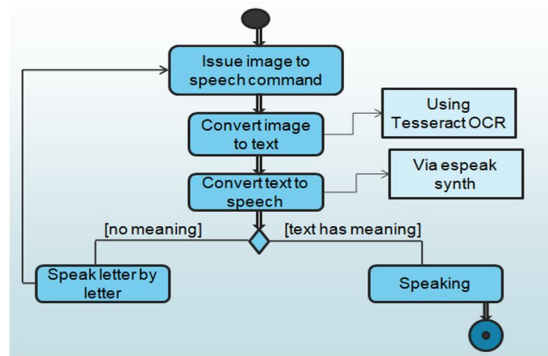 Issue image to
speech command
Convert image
to text
Using
Tesseract OCR
Convert text to
speech
Via espeak
synth
[no meaning]
[text has meaning]
Speak letter by
letter
Speaking